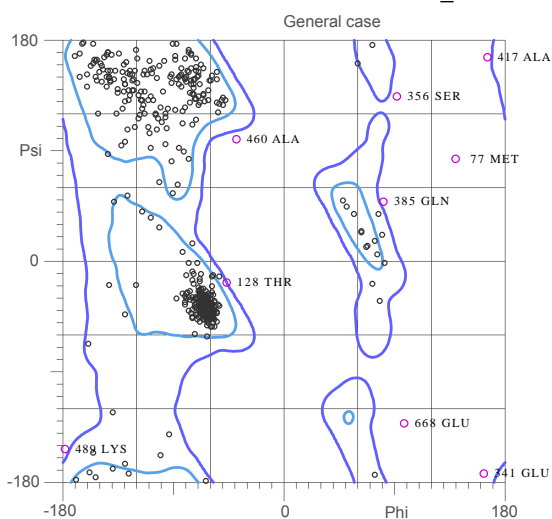 General case
180
417 ALA
356 SER
460 ALA
Psi
77 MET
385 GLN
0
128 THR
668 GLU
489 LYS
341 GLU
-180
-180
0
Phi
180